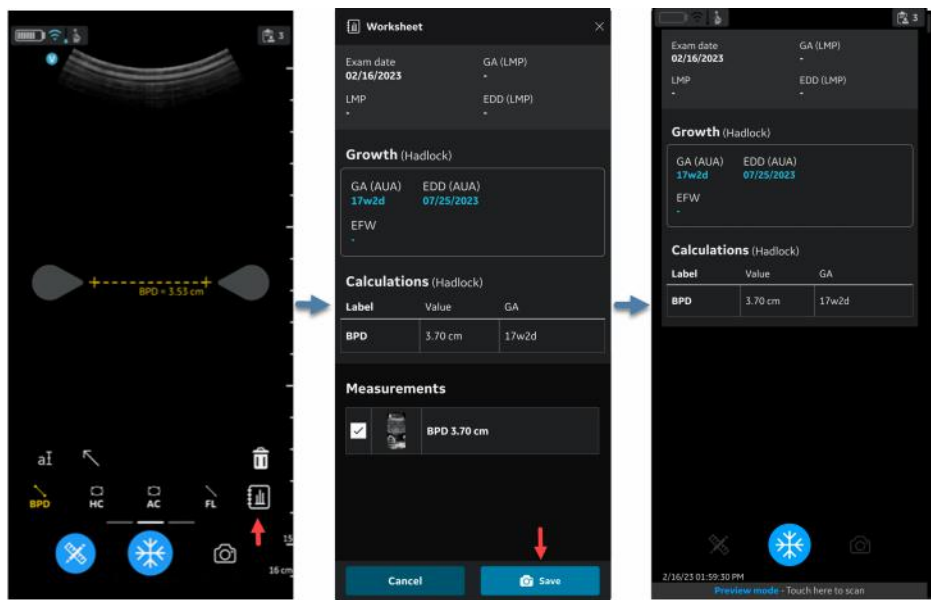 3
V
BPD = 3.53 cm
aI
BPD HC AC FL
15
16 cm
Worksheet
Exam date GA (LMP)
02/16/2023 -
LMP EDD (LMP)
- -
Growth (Hadlock)
GA (AUA) EDD (AUA)
17w2d 07/25/2023
EFW
-
Calculations (Hadlock)
Label Value GA
BPD 3.70 cm 17w2d
Measurements
BPD 3.70 cm
Cancel Save
3
Exam date GA (LMP)
02/16/2023 -
LMP EDD (LMP)
- -
Growth (Hadlock)
GA (AUA) EDD (AUA)
17w2d 07/25/2023
EFW
-
Calculations (Hadlock)
Label Value GA
BPD 3.70 cm 17w2d
2/16/23 01:59:30 PM
Preview mode - Touch here to scan